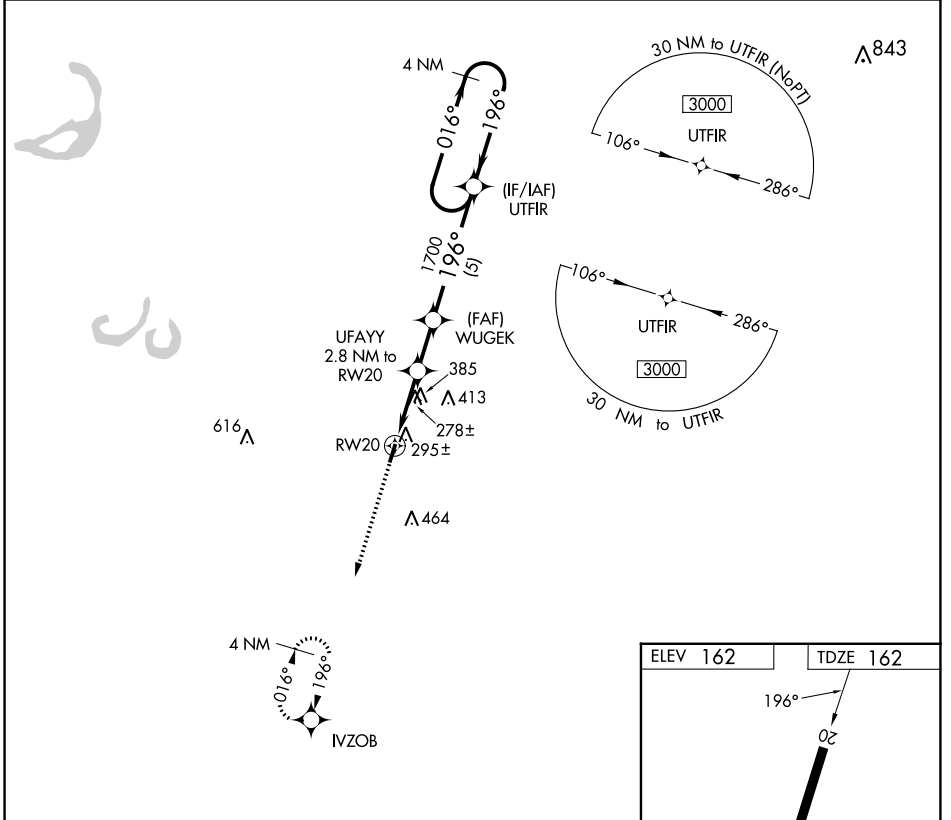 843
30 NM to UTFIR (NoPT)
3000
UTFIR
106°
286°
4 NM
016°
196°
(IF/IAF)
UTFIR
1700
196°
(5)
106°
286°
UTFIR
3000
30 NM to UTFIR
(FAF)
WUGEK
UFAYY
2.8 NM to
RW20
385
413
278±
616
RW20
295±
464
4 NM
016°
196°
IVZOB
ELEV 162
TDZE 162
196°
20